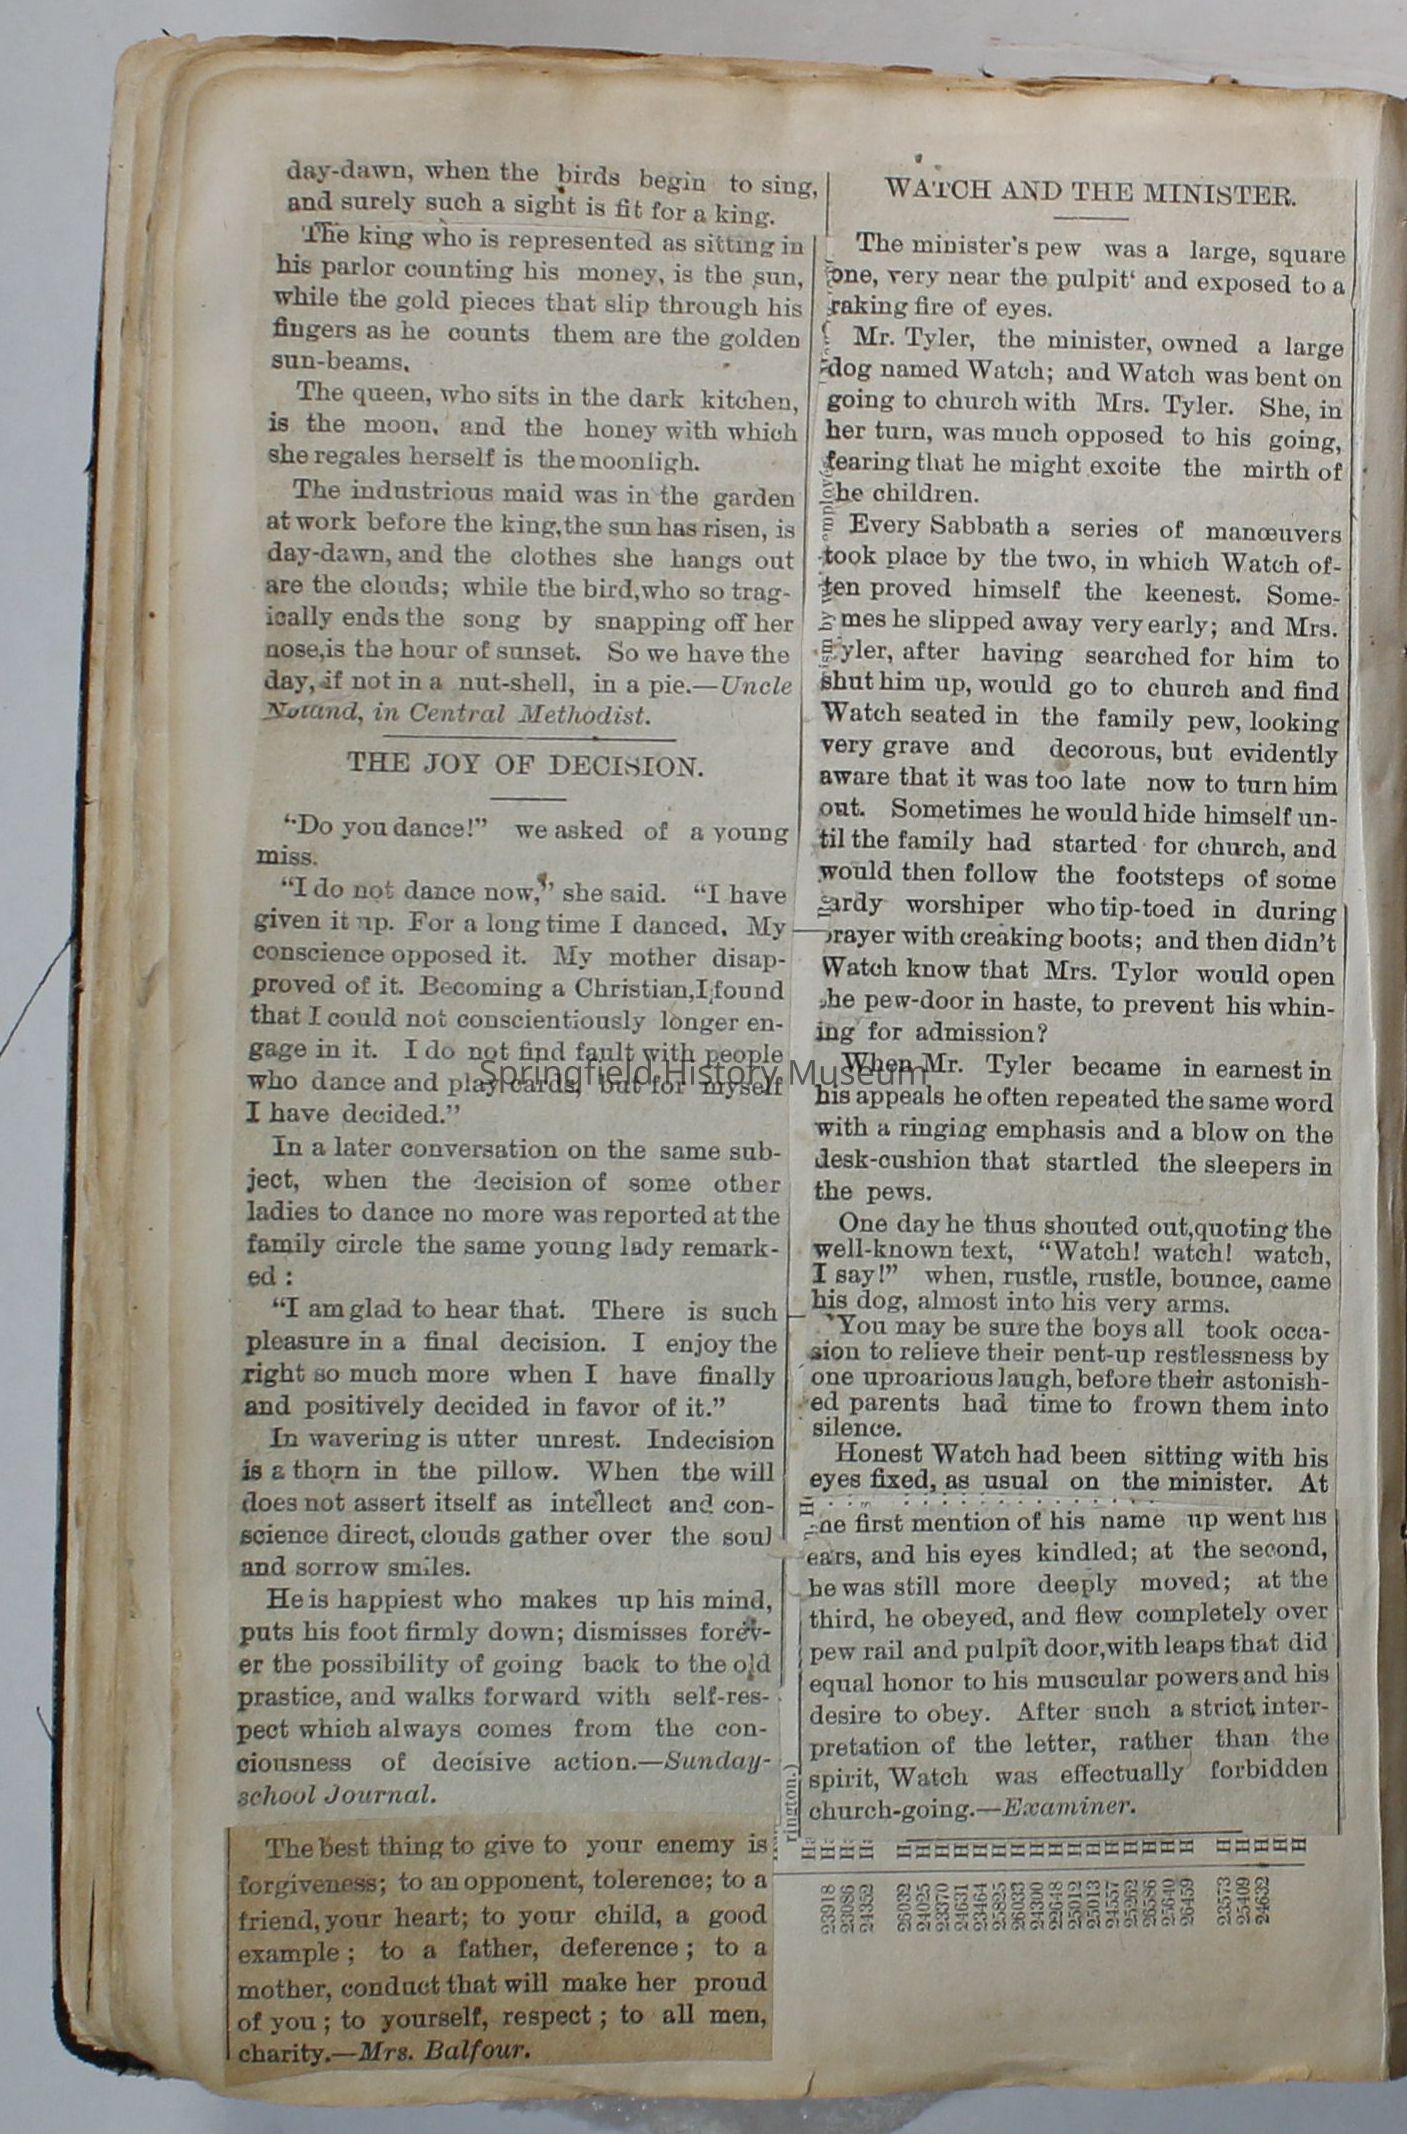 day-dawn, when the birds begin to sing,
and surely such a sight is fit for a king.
The king who is represented as sitting in
his parlor counting his money, is the sun,
while the gold pieces that slip through his
fingers as he counts them are the golden
sun-beams.
The queen, who sits in the dark kitchen,
is the moon, and the honey with which
she regales herself is the moonligh.
The industrious maid was in the garden
at work before the king, the sun has risen, is
day-dawn, and the clothes she hangs out
are the clouds; while the bird, who so trag-
ically ends the song by snapping off her
nose, is the hour of sunset. So we have the
day, if not in a nut-shell, in a pie.—Uncle
Noland, in Central Methodist.
THE JOY OF DECISION.
"Do you dance!" we asked of a young
miss.
"I do not dance now," she said. "I have
given it up. For a long time I danced. My
conscience opposed it. My mother disap-
proved of it. Becoming a Christian, I found
that I could not conscientiously longer en-
gage in it. I do not find fault with people
who dance and play cards, but for myself
I have decided."
In a later conversation on the same sub-
ject, when the decision of some other
ladies to dance no more was reported at the
family circle the same young lady remark-
ed :
"I am glad to hear that. There is such
pleasure in a final decision. I enjoy the
right so much more when I have finally
and positively decided in favor of it."
In wavering is utter unrest. Indecision
is a thorn in the pillow. When the will
does not assert itself as intellect and con-
science direct, clouds gather over the soul
and sorrow smiles.
He is happiest who makes up his mind,
puts his foot firmly down; dismisses forev-
er the possibility of going back to the old
prastice, and walks forward with self-res-
pect which always comes from the con-
ciousness of decisive action.—Sunday-
school Journal.
The best thing to give to your enemy is
forgiveness; to an opponent, tolerence; to a
friend, your heart; to your child, a good
example ; to a father, deference ; to a
mother, conduct that will make her proud
of you ; to yourself, respect ; to all men,
charity.—Mrs. Balfour.
WATCH AND THE MINISTER.
The minister's pew was a large, square
one, very near the pulpit' and exposed to a
raking fire of eyes.
Mr. Tyler, the minister, owned a large
dog named Watch; and Watch was bent on
going to church with Mrs. Tyler. She, in
her turn, was much opposed to his going,
fearing that he might excite the mirth of
he children.
Every Sabbath a series of manœuvers
took place by the two, in which Watch of-
ten proved himself the keenest. Some-
mes he slipped away very early; and Mrs.
yler, after having searched for him to
shut him up, would go to church and find
Watch seated in the family pew, looking
very grave and decorous, but evidently
aware that it was too late now to turn him
out. Sometimes he would hide himself un-
til the family had started for church, and
would then follow the footsteps of some
ardy worshiper who tip-toed in during
rayer with creaking boots; and then didn't
Watch know that Mrs. Tylor would open
he pew-door in haste, to prevent his whin-
ing for admission?
When Mr. Tyler became in earnest in
his appeals he often repeated the same word
with a ringing emphasis and a blow on the
desk-cushion that startled the sleepers in
the pews.
One day he thus shouted out, quoting the
well-known text, "Watch! watch! watch,
I say!" when, rustle, rustle, bounce, came
his dog, almost into his very arms.
You may be sure the boys all took occa-
sion to relieve their pent-up restlessness by
one uproarious laugh, before their astonish-
ed parents had time to frown them into
silence.
Honest Watch had been sitting with his
eyes fixed, as usual on the minister. At
he first mention of his name up went his
ears, and his eyes kindled; at the second,
he was still more deeply moved; at the
third, he obeyed, and flew completely over
pew rail and pulpit door, with leaps that did
equal honor to his muscular powers and his
desire to obey. After such a strict inter-
pretation of the letter, rather than the
spirit, Watch was effectually forbidden
church-going.—Examiner.
rington.)
23918
23086
24352
26032
24025
23370
24631
23464
25825
26033
24300
22648
25012
25013
24557
25262
26586
25640
26459
23573
25409
24632
Springfield History Museum